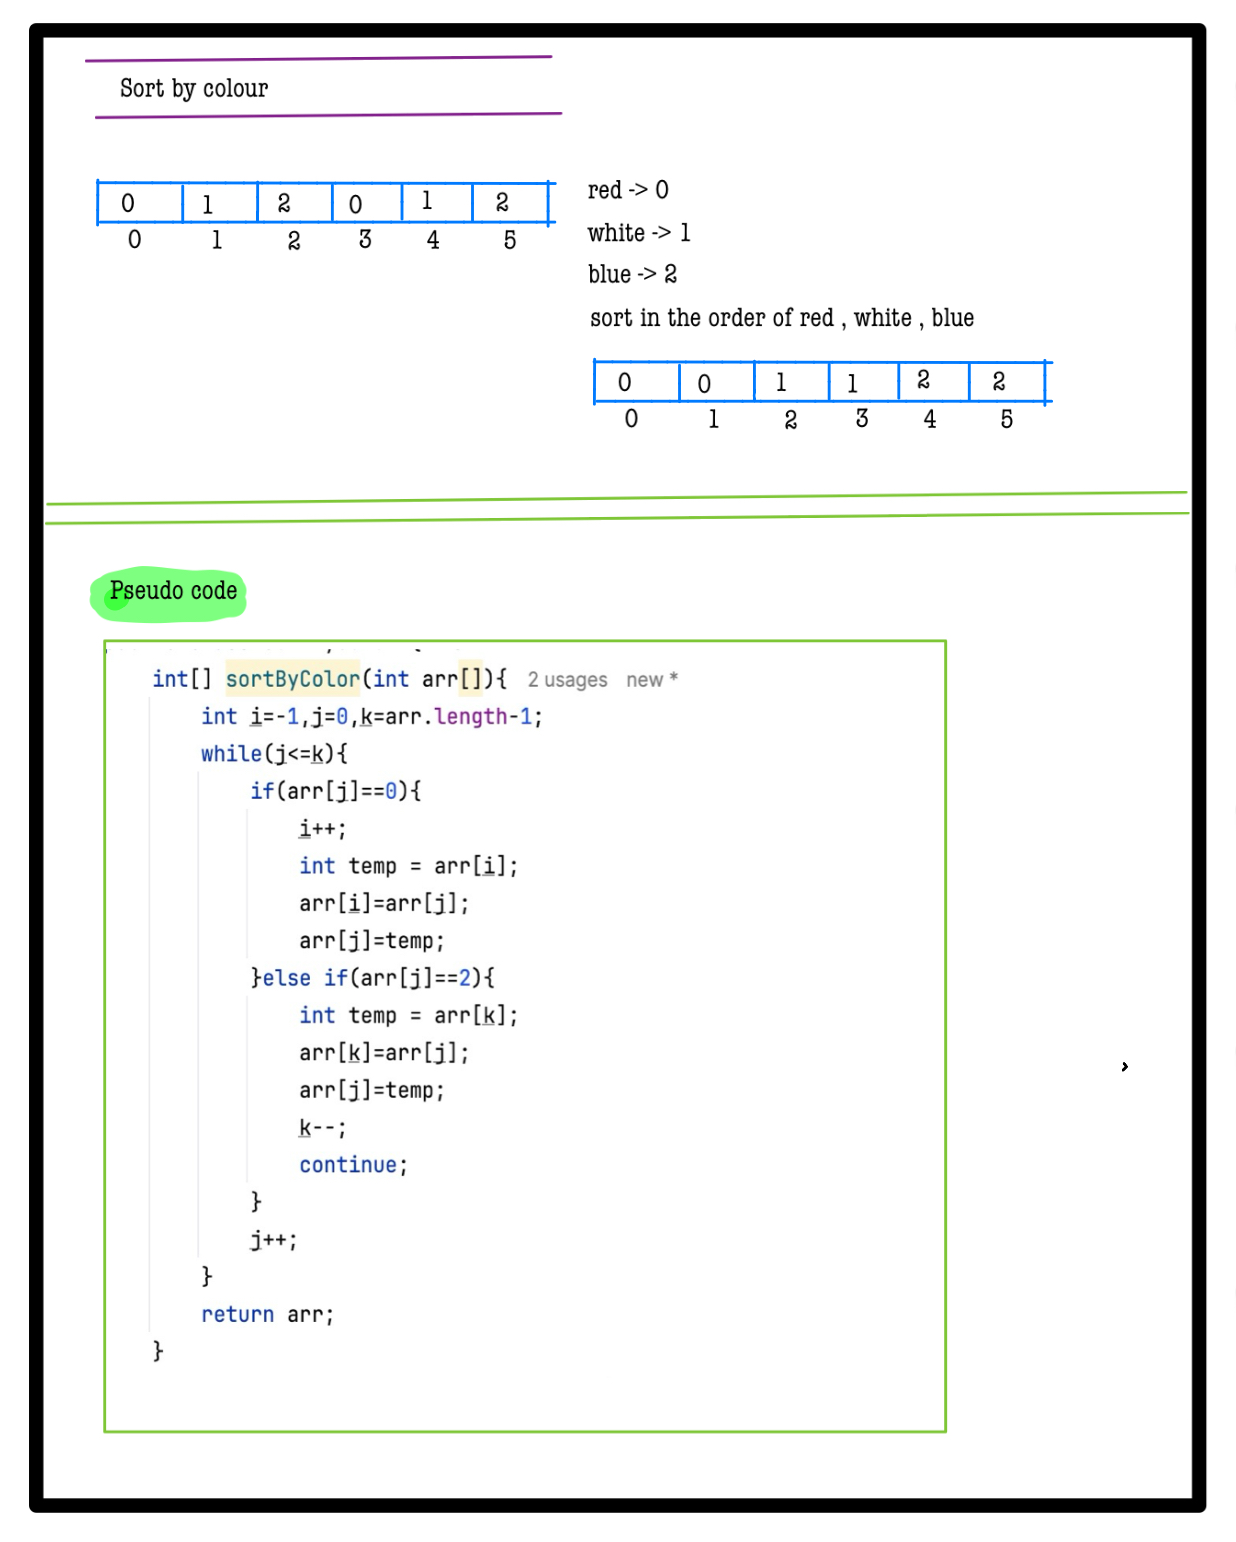 Sort by colour
0 1 2 0 1 2
0 1 2 3 4 5
red -> 0
white -> 1
blue -> 2
sort in the order of red , white , blue
0 0 1 1 2 2
0 1 2 3 4 5
Pseudo code
int[] sortByColor(int arr[]){ 2 usages new *
int i=-1,j=0,k=arr.length-1;
while(j<=k){
if(arr[j]==0){
i++;
int temp = arr[i];
arr[i]=arr[j];
arr[j]=temp;
}else if(arr[j]==2){
int temp = arr[k];
arr[k]=arr[j];
arr[j]=temp;
k--;
continue;
}
j++;
}
return arr;
}